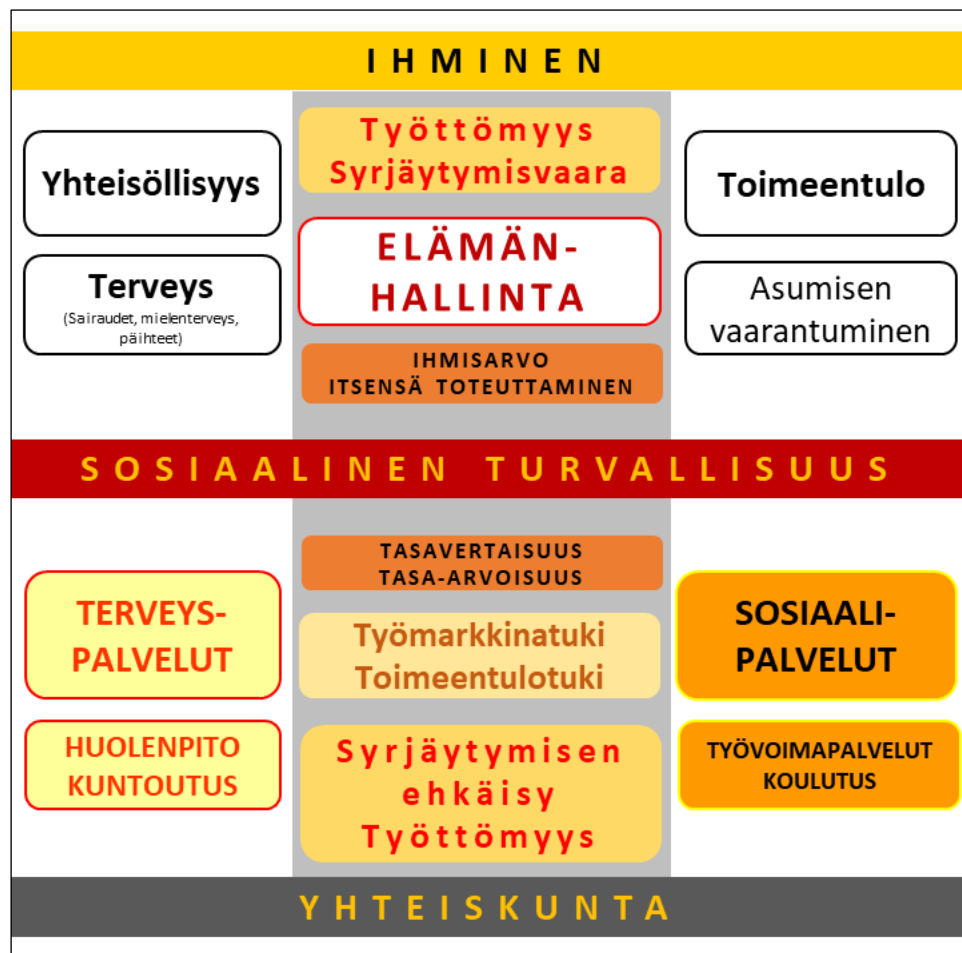 IHMINEN
Yhteisöllisyys
Terveys
(Sairaudet, mielenterveys,
päihteet)
Työttömyys
Syrjäytymisvaara
ELÄMÄN-
HALLINTA
IHMISARVO
ITSENSÄ TOTEUTTAMINEN
Toimeentulo
Asumisen
vaarantuminen
SOSIAALINEN TURVALLISUUS
TERVEYS-
PALVELUT
HUOLENPITO
KUNTOUTUS
TASAVERTAISUUS
TASA-ARVOISUUS
Työmarkkinatuki
Toimeentulotuki
Syrjäytymisen
ehkäisy
Työttömyys
SOSIAALI-
PALVELUT
TYÖVOIMAPALVELUT
KOULUTUS
YHTEISKUNTA